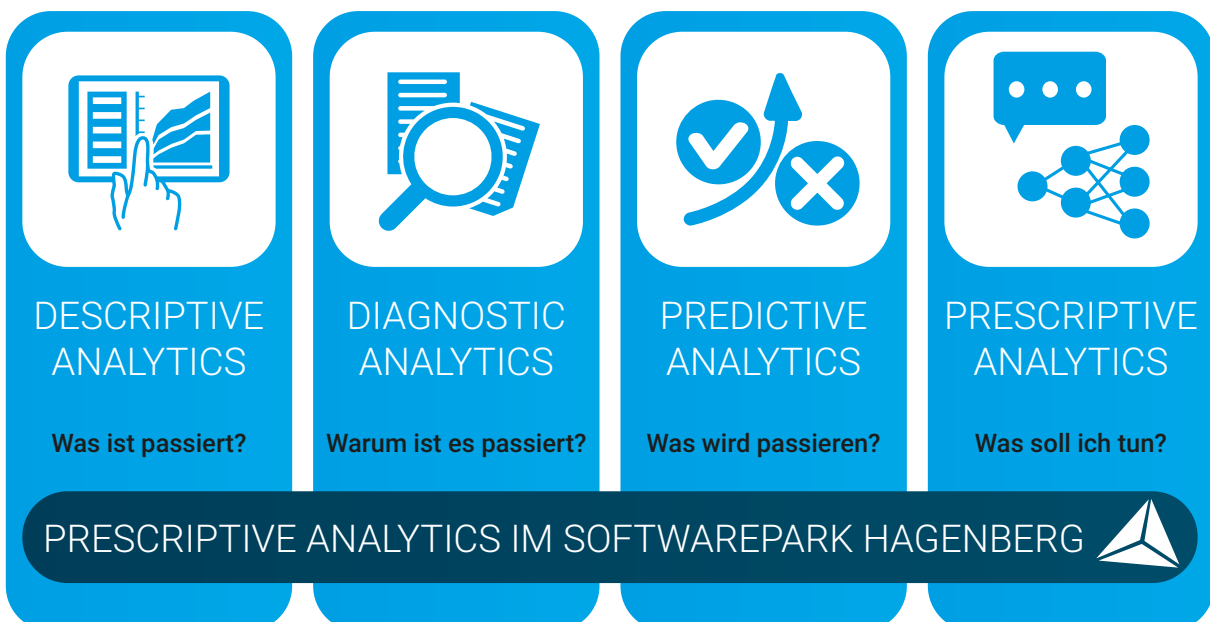 DESCRIPTIVE
ANALYTICS
Was ist passiert?
DIAGNOSTIC
ANALYTICS
Warum ist es passiert?
PREDICTIVE
ANALYTICS
Was wird passieren?
PRESCRIPTIVE
ANALYTICS
Was soll ich tun?
PRESCRIPTIVE ANALYTICS IM SOFTWAREPARK HAGENBERG